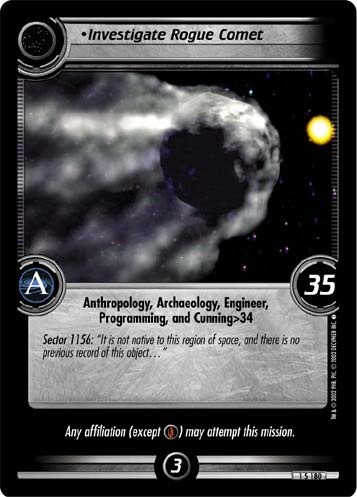 •Investigate Rogue Comet
A
35
Anthropology, Archaeology, Engineer,
Programming, and Cunning>34
Sector 1156: "It is not native to this region of space, and there is no
previous record of this object…"
Any affiliation (except ) may attempt this mission.
3
1 S 180